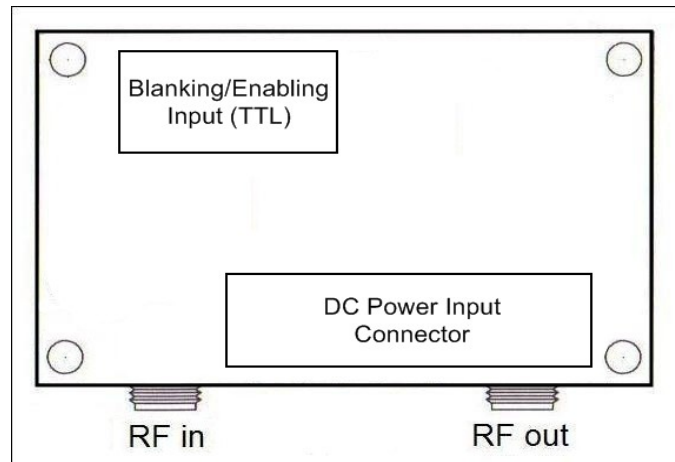 Blanking/Enabling
Input (TTL)
DC Power Input
Connector
RF in
RF out